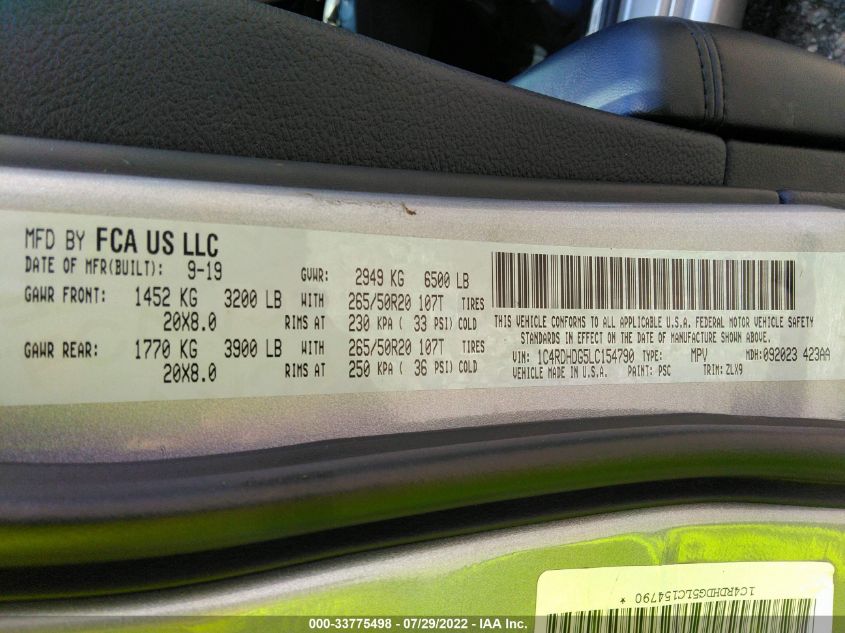 MFD BY FCA US LLC
DATE OF MFR(BUILT): 9-19 GVWR: 2949 KG 6500 LB
GAWR FRONT: 1452 KG 3200 LB WITH 265/50R20 107T TIRES
20X8.0 RIMS AT 230 KPA ( 33 PSI) COLD
GAWR REAR: 1770 KG 3900 LB WITH 265/50R20 107T TIRES
20X8.0 RIMS AT 250 KPA ( 36 PSI) COLD
THIS VEHICLE CONFORMS TO ALL APPLICABLE U.S.A. FEDERAL MOTOR VEHICLE SAFETY
STANDARDS IN EFFECT ON THE DATE OF MANUFACTURE SHOWN ABOVE.
VIN: 1C4RDHDG5LC154790 TYPE: MPV MDH: 092023 423AA
VEHICLE MADE IN U.S.A. PAINT: PSC TRIM: ZLX9
1C4RDHDG5LC154790 *
000-33775498 - 07/29/2022 - IAA Inc.